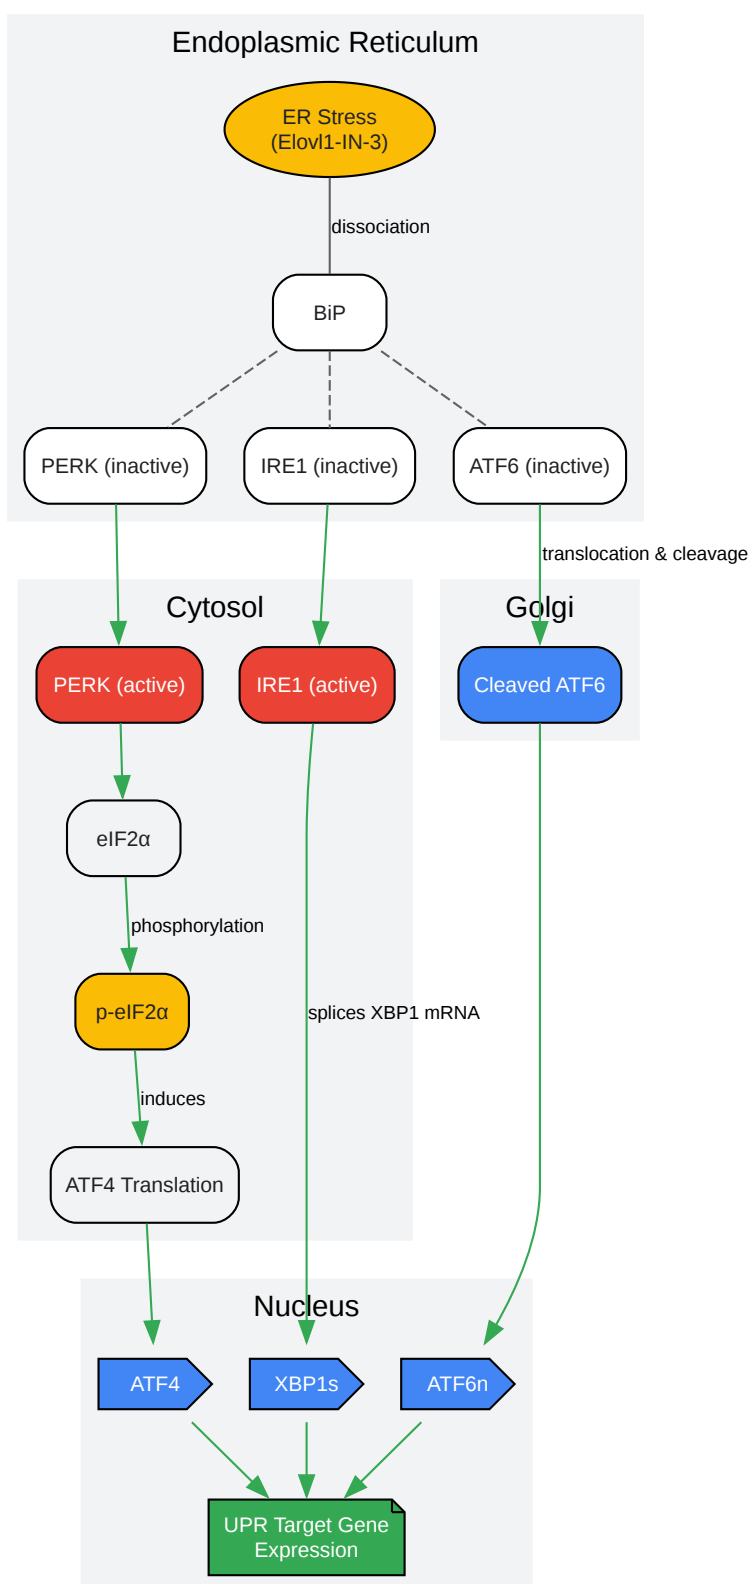 Endoplasmic Reticulum
ER Stress
(Elovl1-IN-3)
dissociation
BiP
PERK (inactive)
IRE1 (inactive)
ATF6 (inactive)
translocation & cleavage
Cytosol
Golgi
PERK (active)
IRE1 (active)
Cleaved ATF6
eIF2α
phosphorylation
p-eIF2α
splices XBP1 mRNA
induces
ATF4 Translation
Nucleus
ATF4
XBP1s
ATF6n
UPR Target Gene
Expression